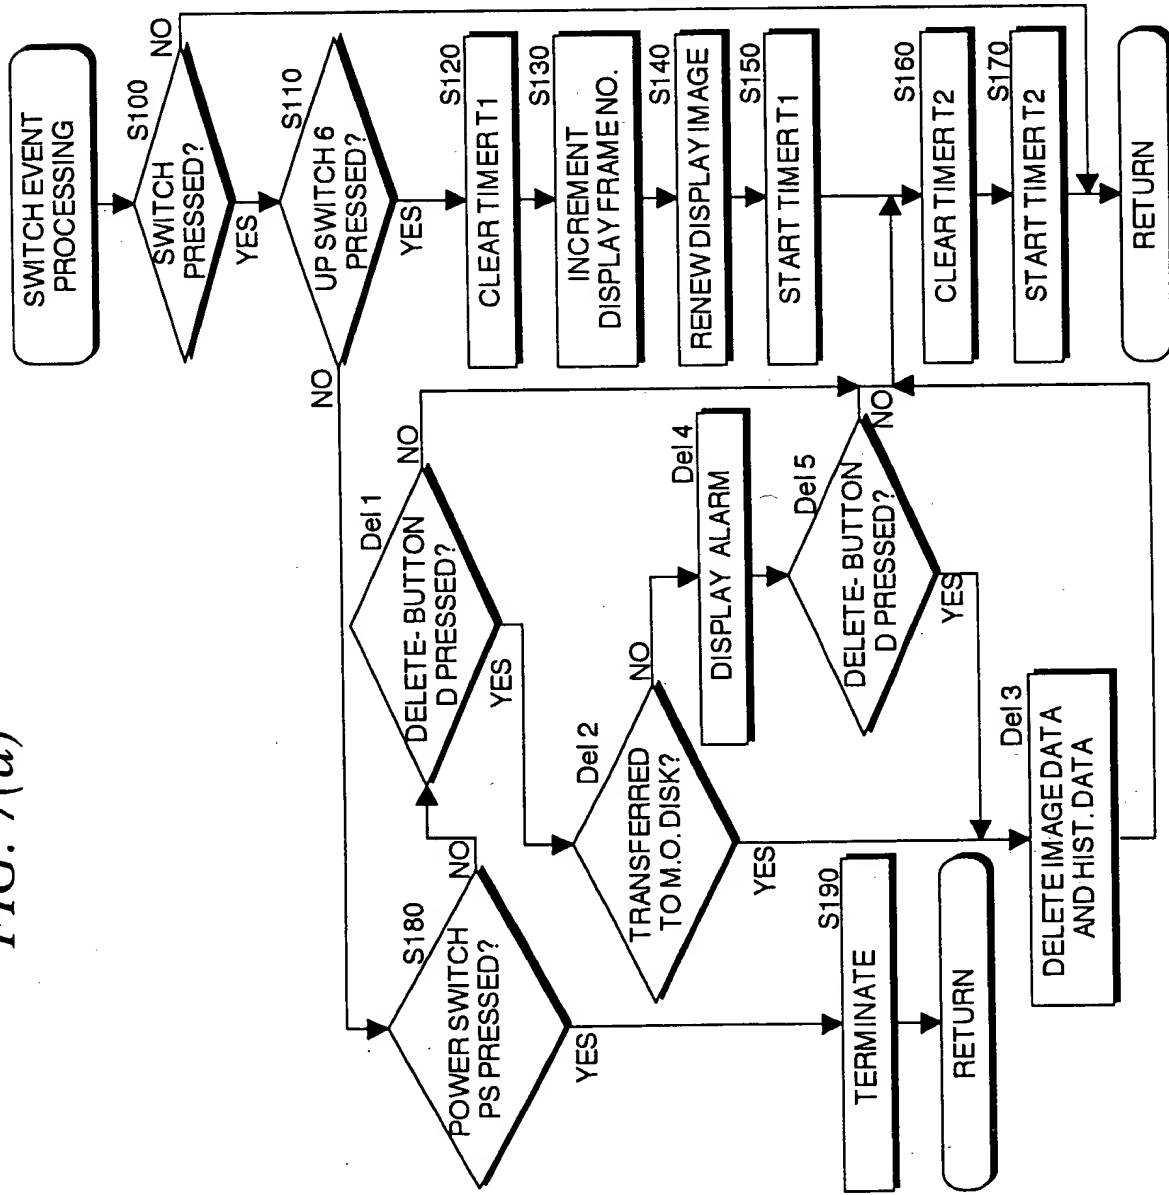 FIG. 7(a)
SWITCH EVENT
PROCESSING
S100
SWITCH
PRESSED?
NO
YES
S110
UP SWITCH 6
PRESSED?
NO
YES
S120
CLEAR TIMER T1
S130
INCREMENT
DISPLAY FRAME NO.
S140
RENEW DISPLAY IMAGE
S150
START TIMER T1
S160
CLEAR TIMER T2
S170
START TIMER T2
RETURN
S180
POWER SWITCH
PS PRESSED?
NO
YES
S190
TERMINATE
RETURN
Del 1
DELETE- BUTTON
D PRESSED?
NO
YES
Del 2
TRANSFERRED
TO M.O. DISK?
NO
YES
Del 4
DISPLAY ALARM
Del 5
DELETE- BUTTON
D PRESSED?
NO
YES
Del 3
DELETE IMAGE DATA
AND HIST. DATA